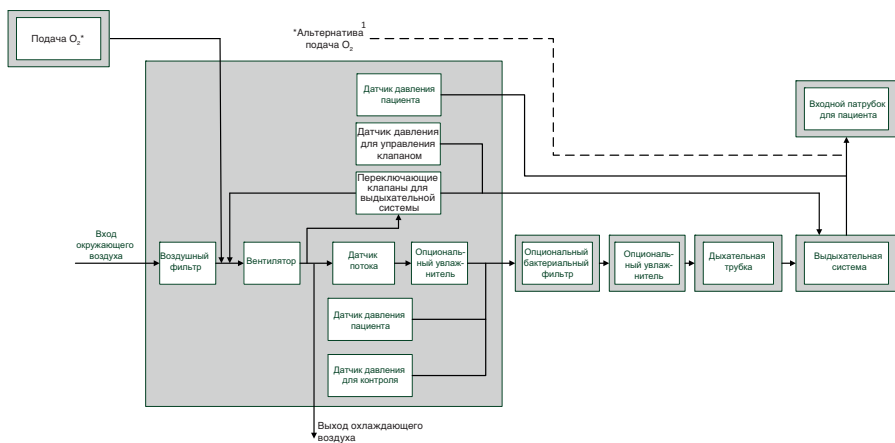 Подача O₂*
*Альтернатива¹
подача O₂
Датчик давления
пациента
Входной патрубок
для пациента
Датчик давления
для управления
клапаном
Переключающие
клапаны для
выдыхательной
системы
Вход
окружающего
воздуха
Воздушный
фильтр
Вентилятор
Датчик
потока
Опциональ-
ный увлаж-
нитель
Опциональный
бактериальный
фильтр
Опциональ-
ный увлаж-
нитель
Дыхательная
трубка
Выдыхательная
система
Датчик давления
пациента
Датчик давления
для контроля
Выход охлаждающего
воздуха